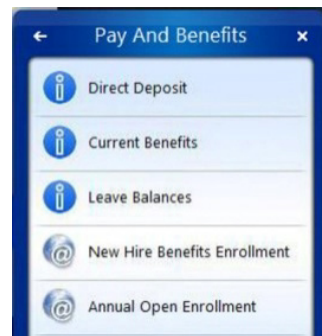 Pay And Benefits
Direct Deposit
Current Benefits
Leave Balances
New Hire Benefits Enrollment
Annual Open Enrollment